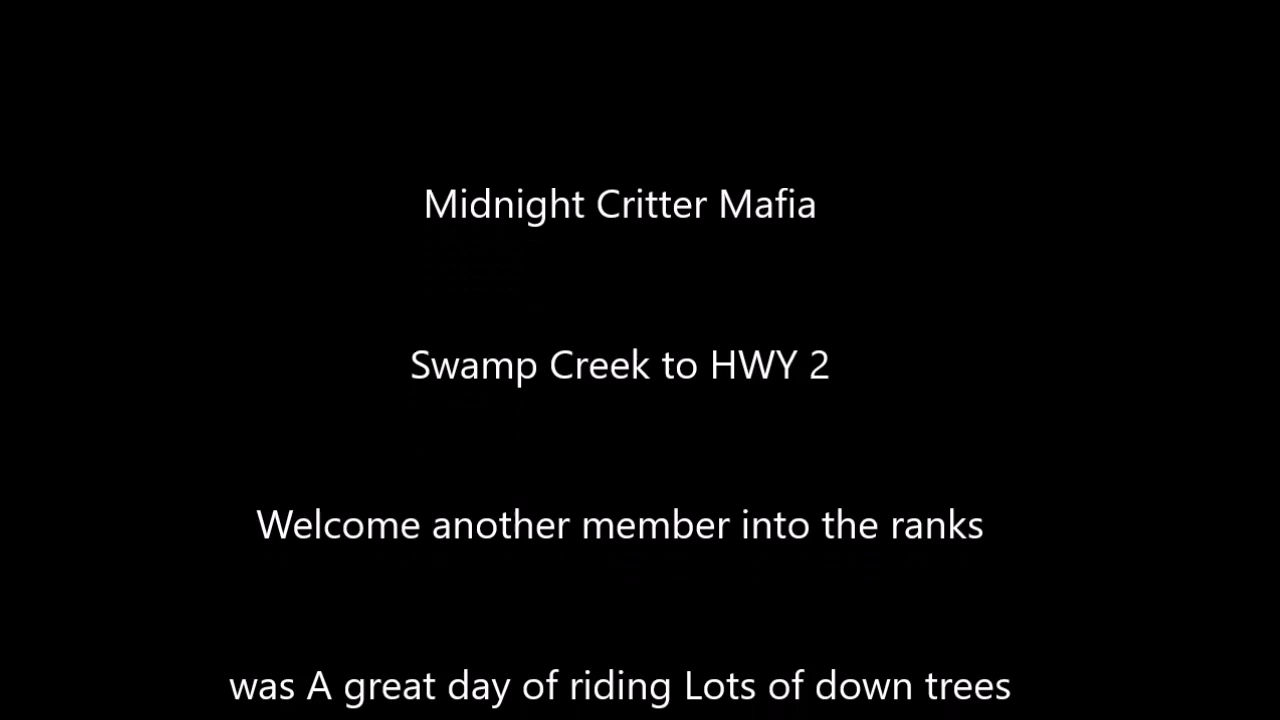 Midnight Critter Mafia
Swamp Creek to HWY 2
Welcome another member into the ranks
was A great day of riding Lots of down trees